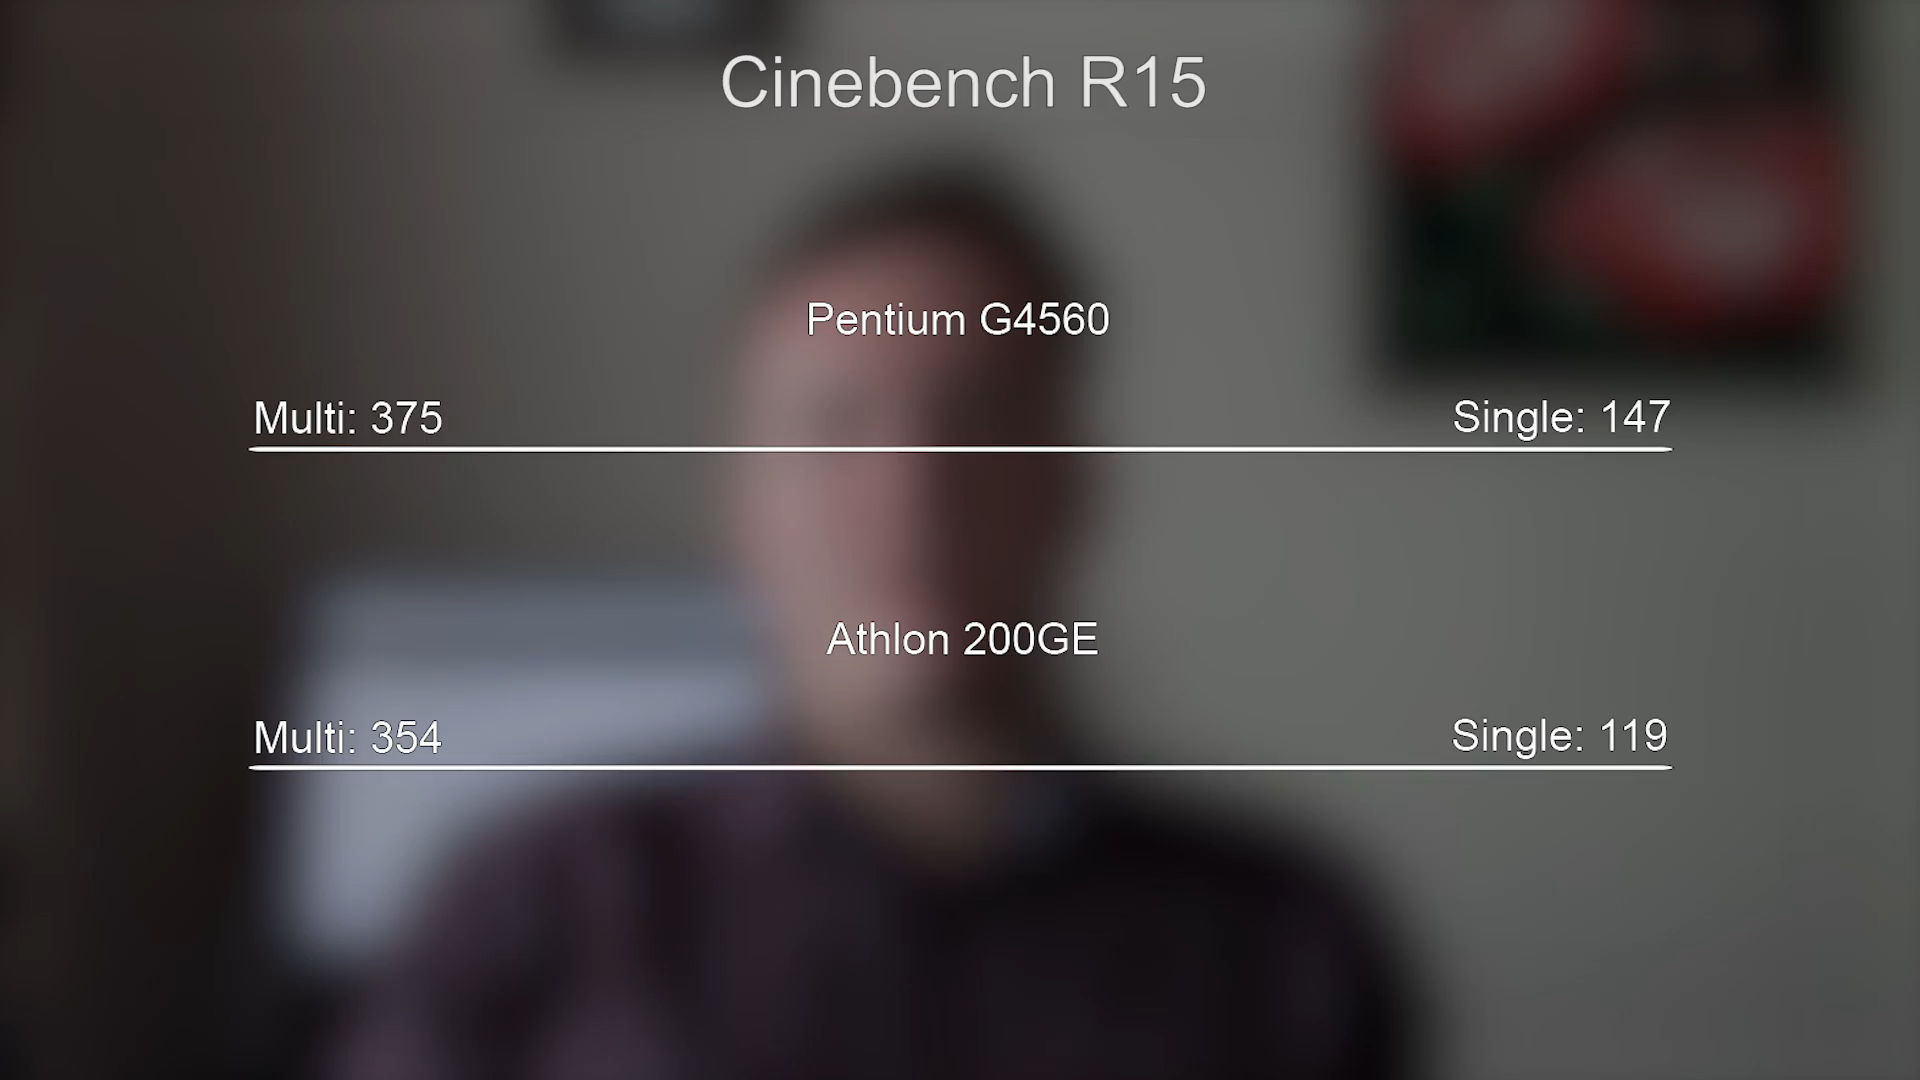 Cinebench R15
Pentium G4560
Multi: 375 Single: 147
Athlon 200GE
Multi: 354 Single: 119